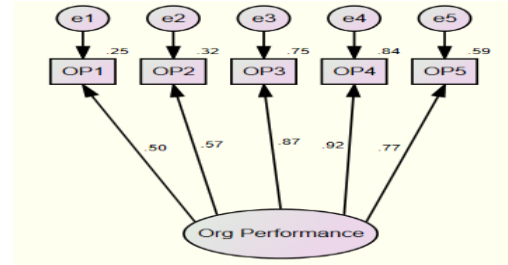 e1 e2 e3 e4 e5
.25 .32 .75 .84 .59
OP1 OP2 OP3 OP4 OP5
.50 .57 .87 .92 .77
Org Performance